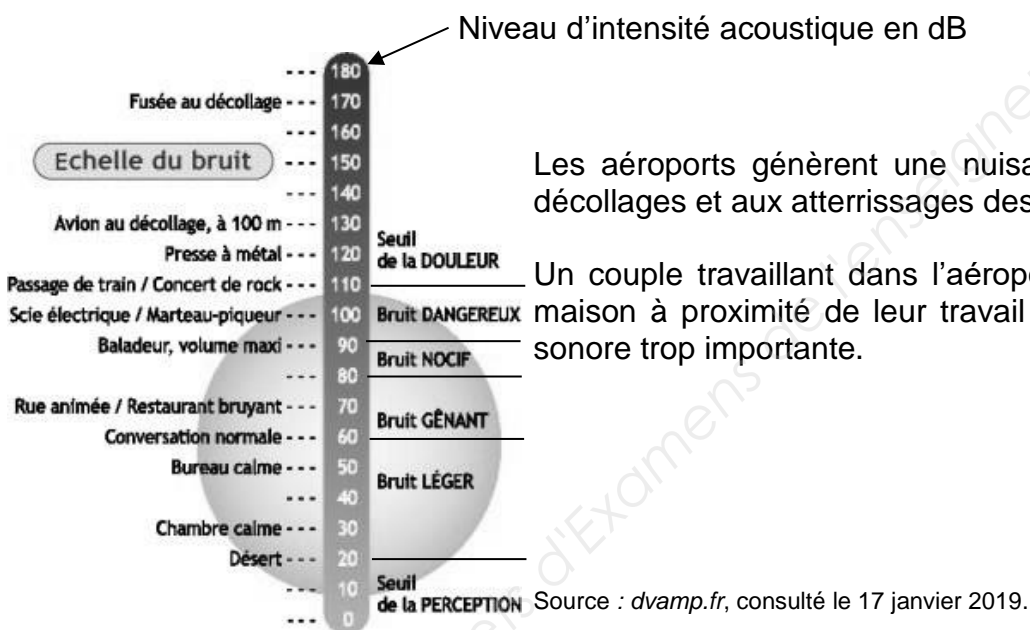 Niveau d'intensité acoustique en dB
180
Fusée au décollage - - - 170
160
Echelle du bruit - - - 150
140
Avion au décollage, à 100 m - - - 130
Seuil
de la DOULEUR
Presse à métal - - - 120
Passage de train / Concert de rock - - - 110
Scie électrique / Marteau-piqueur - - - 100 Bruit DANGEREUX
Baladeur, volume maxi - - - 90
Bruit NOCIF
80
Rue animée / Restaurant bruyant - - - 70
Bruit GÊNANT
Conversation normale - - - 60
Bureau calme - - - 50
Bruit LÉGER
40
Chambre calme - - - 30
Désert - - - 20
10
Seuil
de la PERCEPTION
0
Les aéroports génèrent une
décollages et aux atterrissages des
Un couple travaillant dans
maison à proximité de leur travail
sonore trop importante.
Source : dvamp.fr, consulté le 17 janvier 2019.
d'Examens de l'enseigne